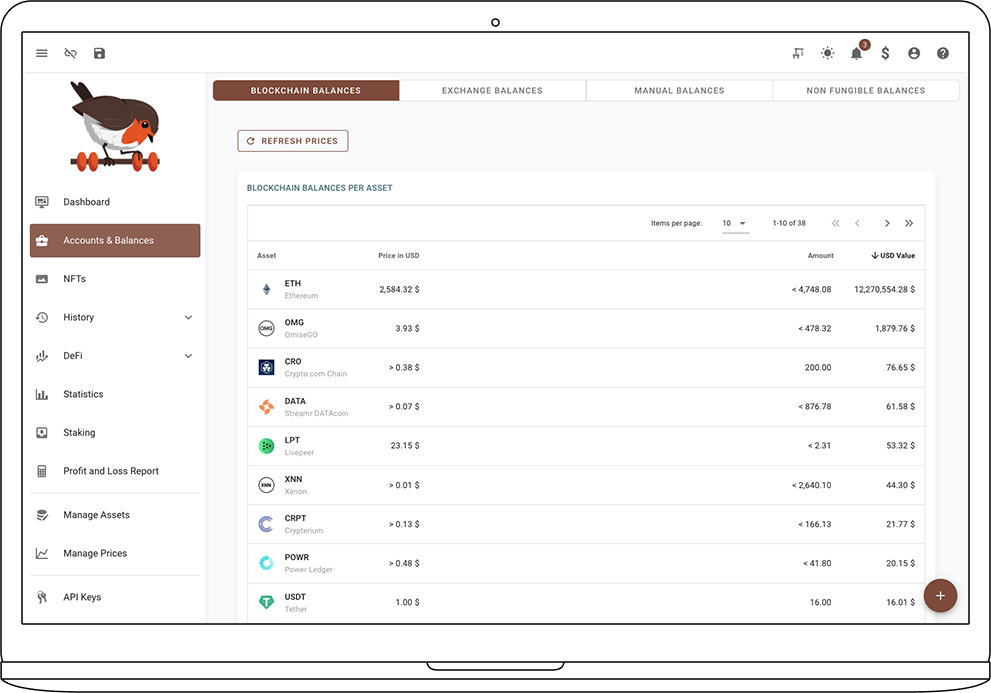 3
BLOCKCHAIN BALANCES EXCHANGE BALANCES MANUAL BALANCES NON FUNGIBLE BALANCES
REFRESH PRICES
Dashboard
Accounts & Balances
NFTs
History
DeFi
Statistics
Staking
Profit and Loss Report
Manage Assets
Manage Prices
API Keys
BLOCKCHAIN BALANCES PER ASSET
Items per page: 10 1-10 of 38
Asset Price in USD Amount USD Value
ETH
Ethereum
2,584.32 $ < 4,748.08 12,270,554.28 $
OMG
OMG
OmiseGO
3.93 $ < 478.32 1,879.76 $
CRO
Crypto.com Chain
> 0.38 $ 200.00 76.65 $
DATA
Streamr DATAcoin
> 0.07 $ < 876.78 61.58 $
LPT
Livepeer
23.15 $ < 2.31 53.32 $
XNN
XNN
Xenon
> 0.01 $ < 2,640.10 44.30 $
CRPT
Crypterium
> 0.13 $ < 166.13 21.77 $
POWR
Power Ledger
> 0.48 $ < 41.80 20.15 $
USDT
Tether
1.00 $ 16.00 16.01 $